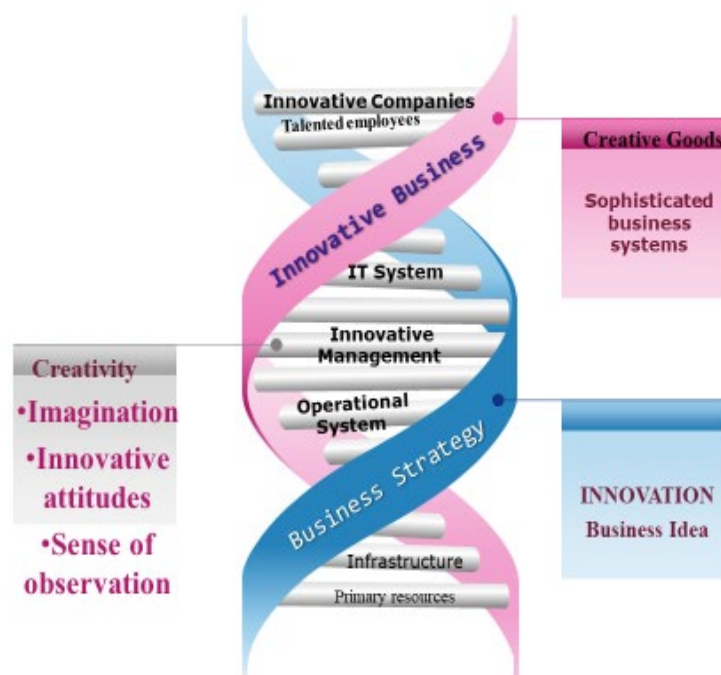 Innovative Companies
Talented employees
Innovative Business
Creative Goods
Sophisticated
business
systems
IT System
Innovative
Management
Creativity
•Imagination
•Innovative
attitudes
•Sense of
observation
Operational
System
Business Strategy
INNOVATION
Business Idea
Infrastructure
Primary resources